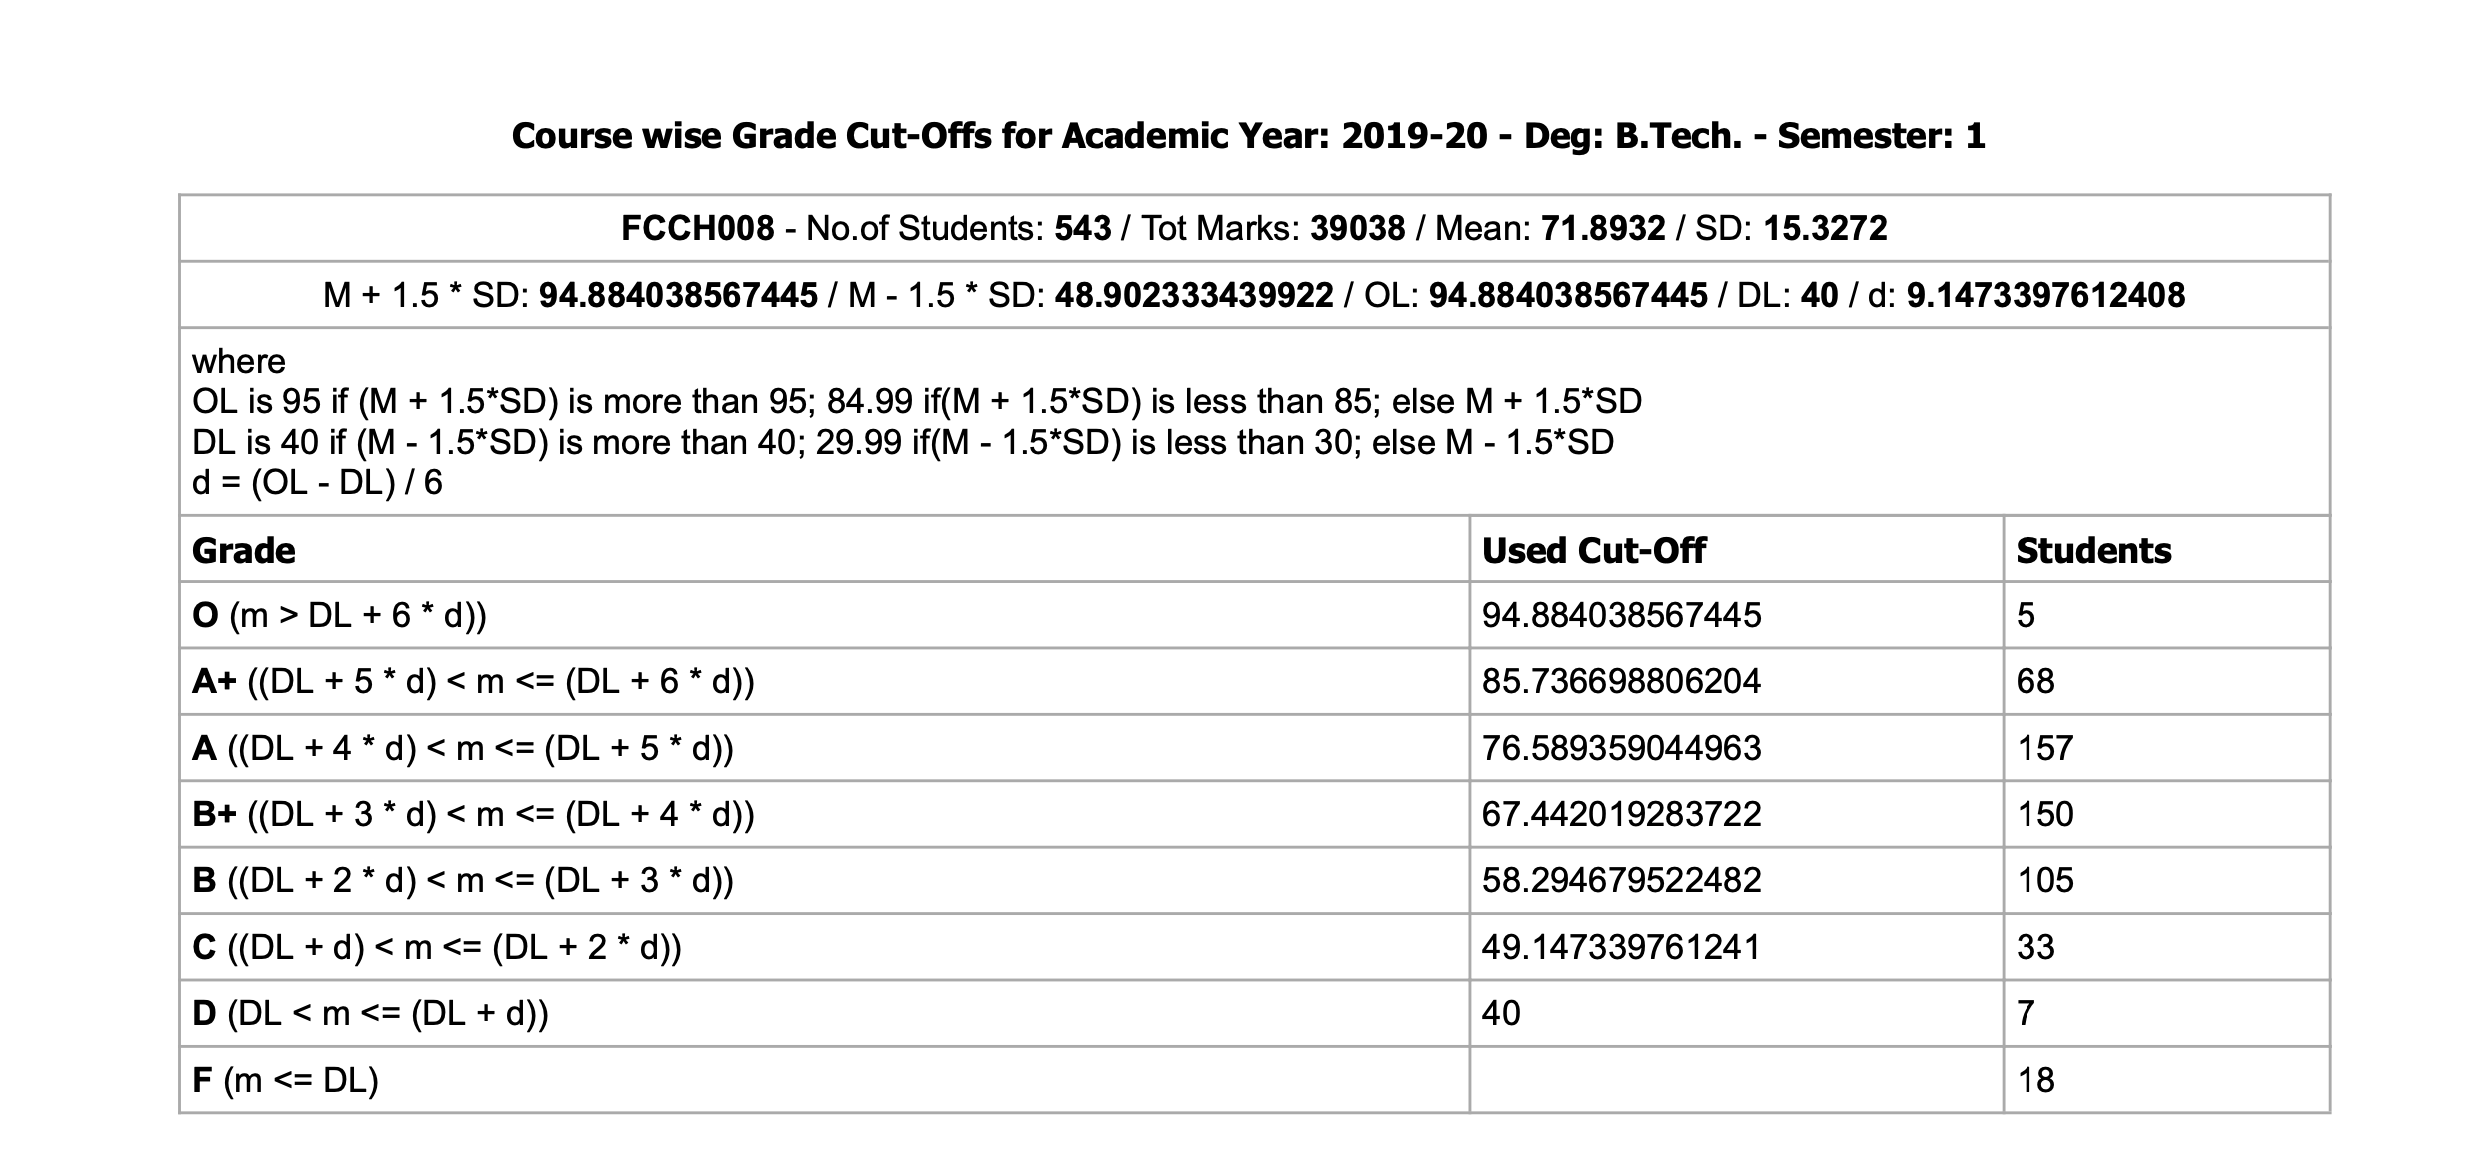 Course wise Grade Cut-Offs for Academic Year: 2019-20 - Deg: B.Tech. - Semester: 1
FCCH008 - No.of Students: 543 / Tot Marks: 39038 / Mean: 71.8932 / SD: 15.3272
M + 1.5 * SD: 94.884038567445 / M - 1.5 * SD: 48.902333439922 / OL: 94.884038567445 / DL: 40 / d: 9.1473397612408
where
OL is 95 if (M + 1.5*SD) is more than 95; 84.99 if(M + 1.5*SD) is less than 85; else M + 1.5*SD
DL is 40 if (M - 1.5*SD) is more than 40; 29.99 if(M - 1.5*SD) is less than 30; else M - 1.5*SD
d = (OL - DL) / 6
Grade Used Cut-Off Students
O (m > DL + 6 * d)) 94.884038567445 5
A+ ((DL + 5 * d) < m <= (DL + 6 * d)) 85.736698806204 68
A ((DL + 4 * d) < m <= (DL + 5 * d)) 76.589359044963 157
B+ ((DL + 3 * d) < m <= (DL + 4 * d)) 67.442019283722 150
B ((DL + 2 * d) < m <= (DL + 3 * d)) 58.294679522482 105
C ((DL + d) < m <= (DL + 2 * d)) 49.147339761241 33
D (DL < m <= (DL + d)) 40 7
F (m <= DL) 18